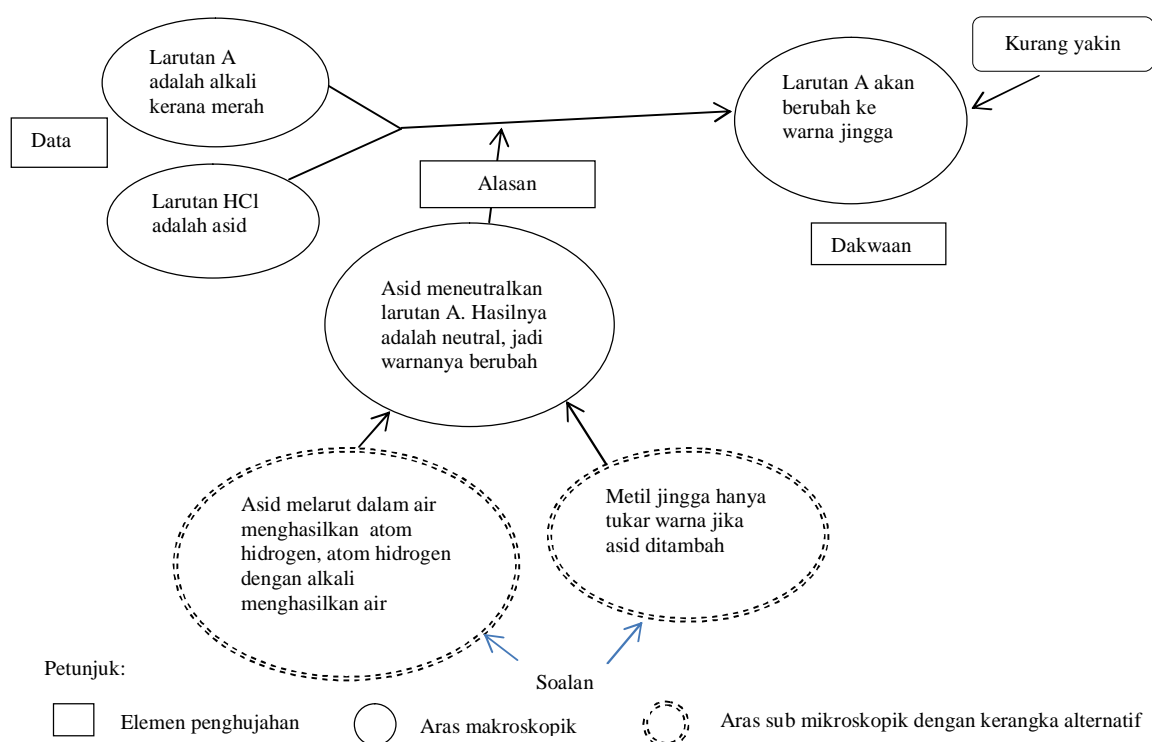 Larutan A
adalah alkali
kerana merah
Kurang yakin
Larutan A akan
berubah ke
warna jingga
Data
Alasan
Larutan HCl
adalah asid
Dakwaan
Asid meneutralkan
larutan A. Hasilnya
adalah neutral, jadi
warnanya berubah
Asid melarut dalam air
menghasilkan atom
hidrogen, atom hidrogen
dengan alkali
menghasilkan air
Metil jingga hanya
tukar warna jika
asid ditambah
Soalan
Petunjuk:
Elemen penghujahan
Aras makroskopik
Aras sub mikroskopik dengan kerangka alternatif